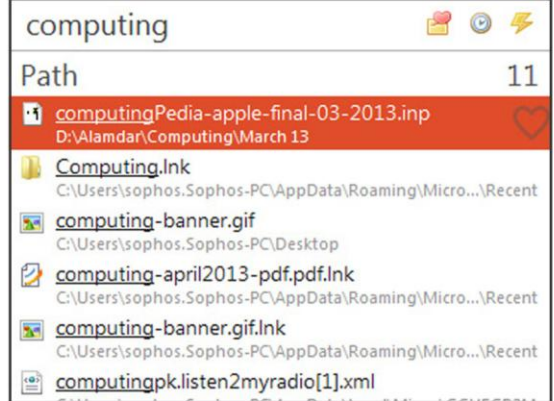 computing
Path 11
computingPedia-apple-final-03-2013.inp
D:\Alamdar\Computing\March 13
Computing.lnk
C:\Users\sophos.Sophos-PC\AppData\Roaming\Micro...\Recent
computing-banner.gif
C:\Users\sophos.Sophos-PC\Desktop
computing-april2013-pdf.pdf.lnk
C:\Users\sophos.Sophos-PC\AppData\Roaming\Micro...\Recent
computing-banner.gif.lnk
C:\Users\sophos.Sophos-PC\AppData\Roaming\Micro...\Recent
computingpk.listen2myradio[1].xml